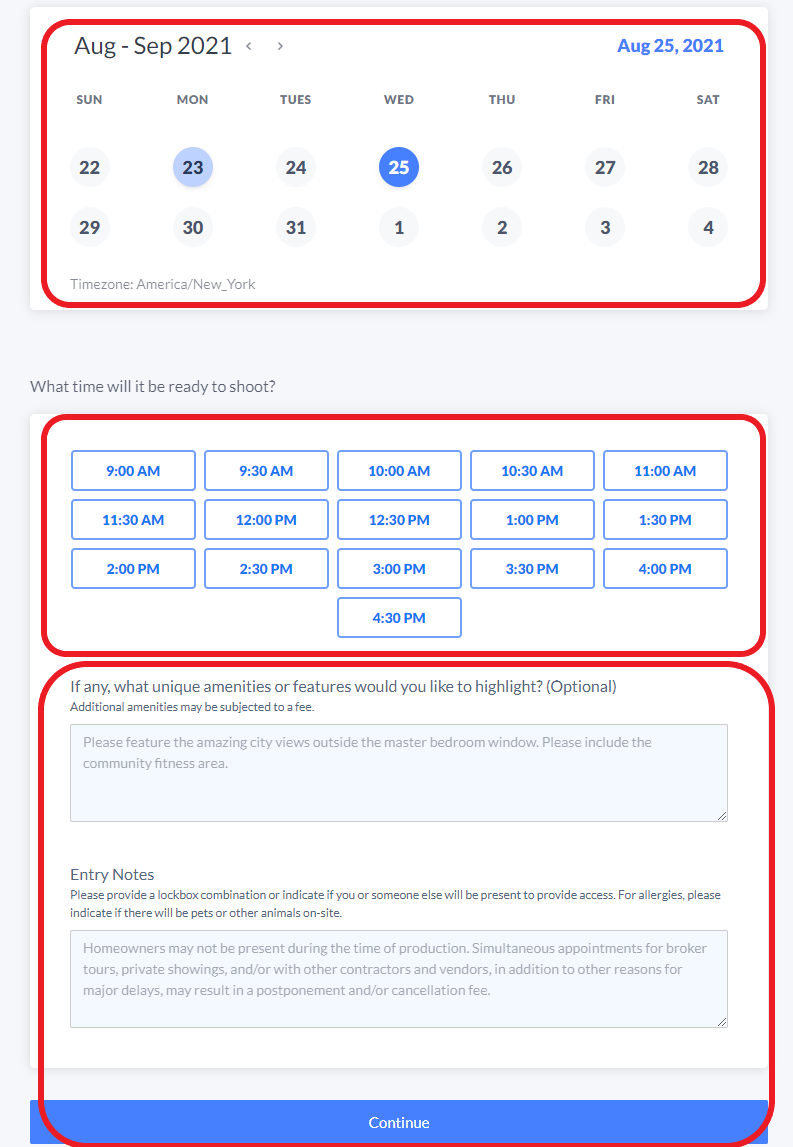 Aug - Sep 2021 ‹ › Aug 25, 2021
SUN MON TUES WED THU FRI SAT
22 23 24 25 26 27 28
29 30 31 1 2 3 4
Timezone: America/New_York
What time will it be ready to shoot?
9:00 AM 9:30 AM 10:00 AM 10:30 AM 11:00 AM
11:30 AM 12:00 PM 12:30 PM 1:00 PM 1:30 PM
2:00 PM 2:30 PM 3:00 PM 3:30 PM 4:00 PM
4:30 PM
If any, what unique amenities or features would you like to highlight? (Optional)
Additional amenities may be subjected to a fee.
Please feature the amazing city views outside the master bedroom window. Please include the
community fitness area.
Entry Notes
Please provide a lockbox combination or indicate if you or someone else will be present to provide access. For allergies, please
indicate if there will be pets or other animals on-site.
Homeowners may not be present during the time of production. Simultaneous appointments for broker
tours, private showings, and/or with other contractors and vendors, in addition to other reasons for
major delays, may result in a postponement and/or cancellation fee.
Continue